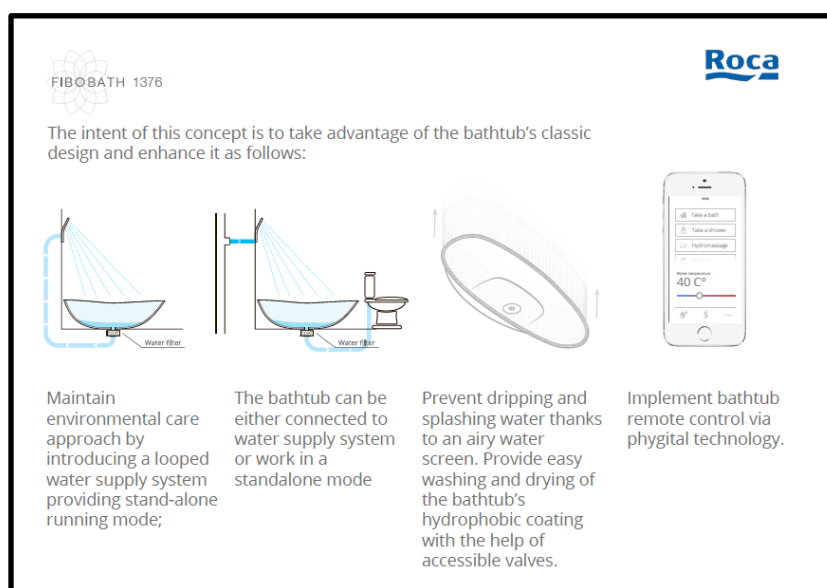 FIBOBATH 1376
Roca
The intent of this concept is to take advantage of the bathtub's classic
design and enhance it as follows:
Water filter
Water filter
Take a bath
Take a shower
Hydromassage
Water temperature
40 C°
$
...
Maintain
environmental care
approach by
introducing a looped
water supply system
providing stand-alone
running mode;
The bathtub can be
either connected to
water supply system
or work in a
standalone mode
Prevent dripping and
splashing water thanks
to an airy water
screen. Provide easy
washing and drying of
the bathtub's
hydrophobic coating
with the help of
accessible valves.
Implement bathtub
remote control via
phygital technology.